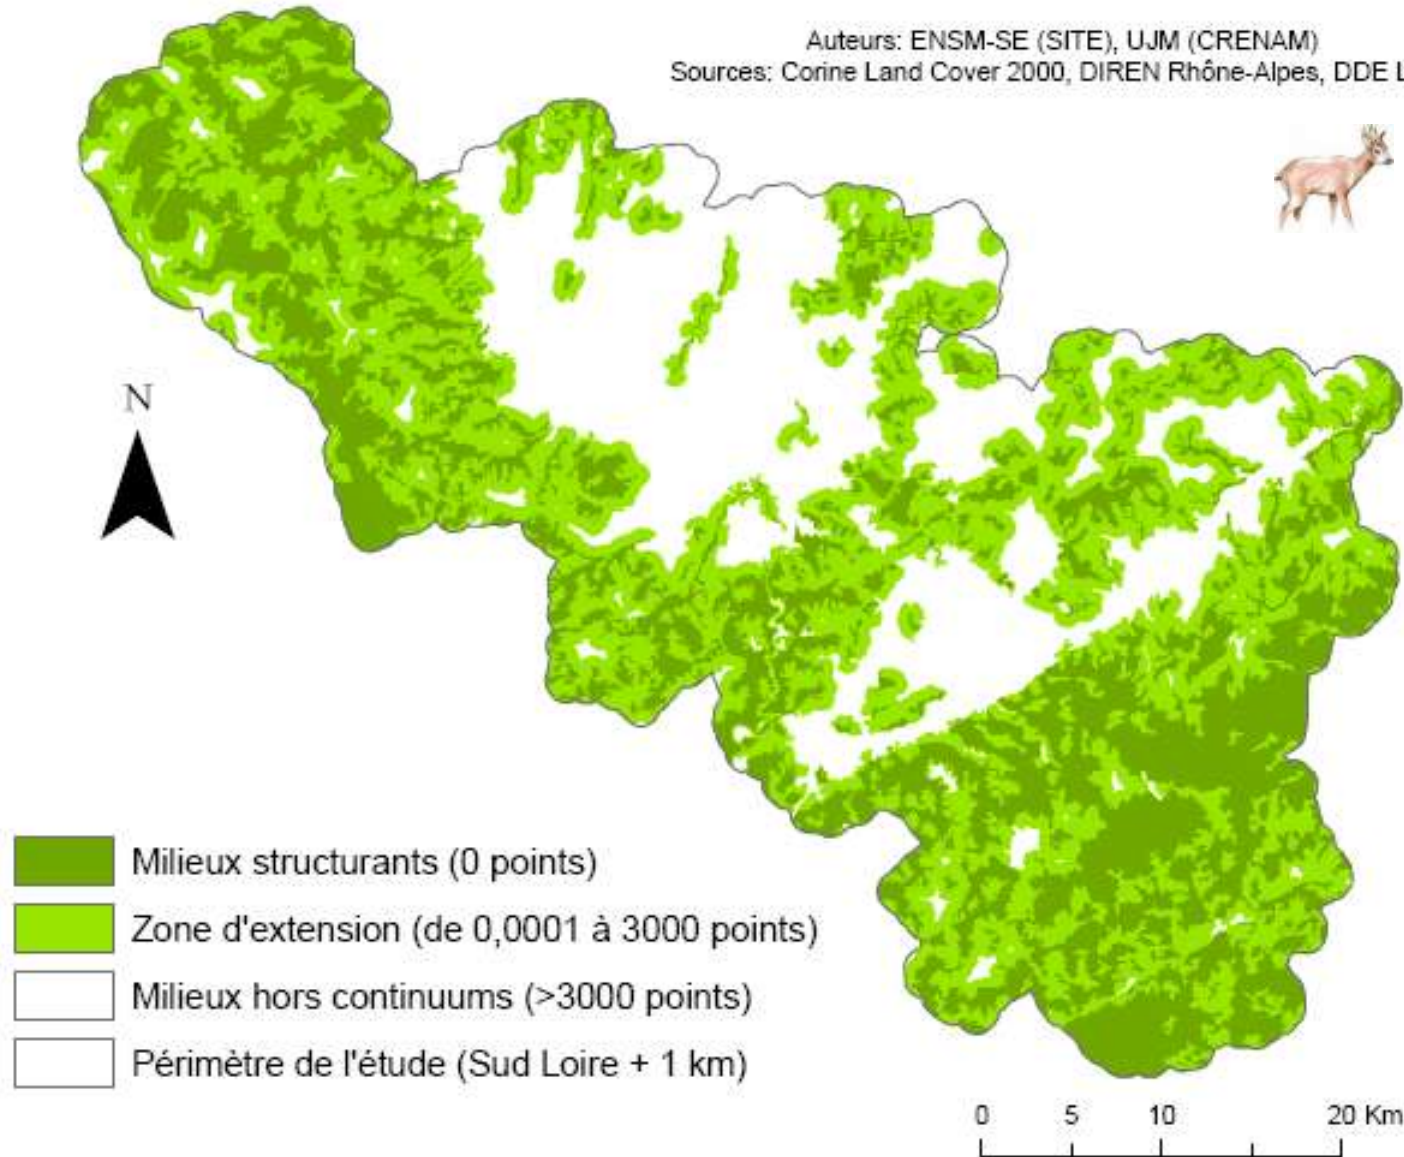 Auteurs: ENSM-SE (SITE), UJM (CRENAM)
Sources: Corine Land Cover 2000, DIREN Rhône-Alpes, DDE L
N
Milieux structurants (0 points)
Zone d'extension (de 0,0001 à 3000 points)
Milieux hors continuums (>3000 points)
Périmètre de l'étude (Sud Loire + 1 km)
0 5 10 20 Km